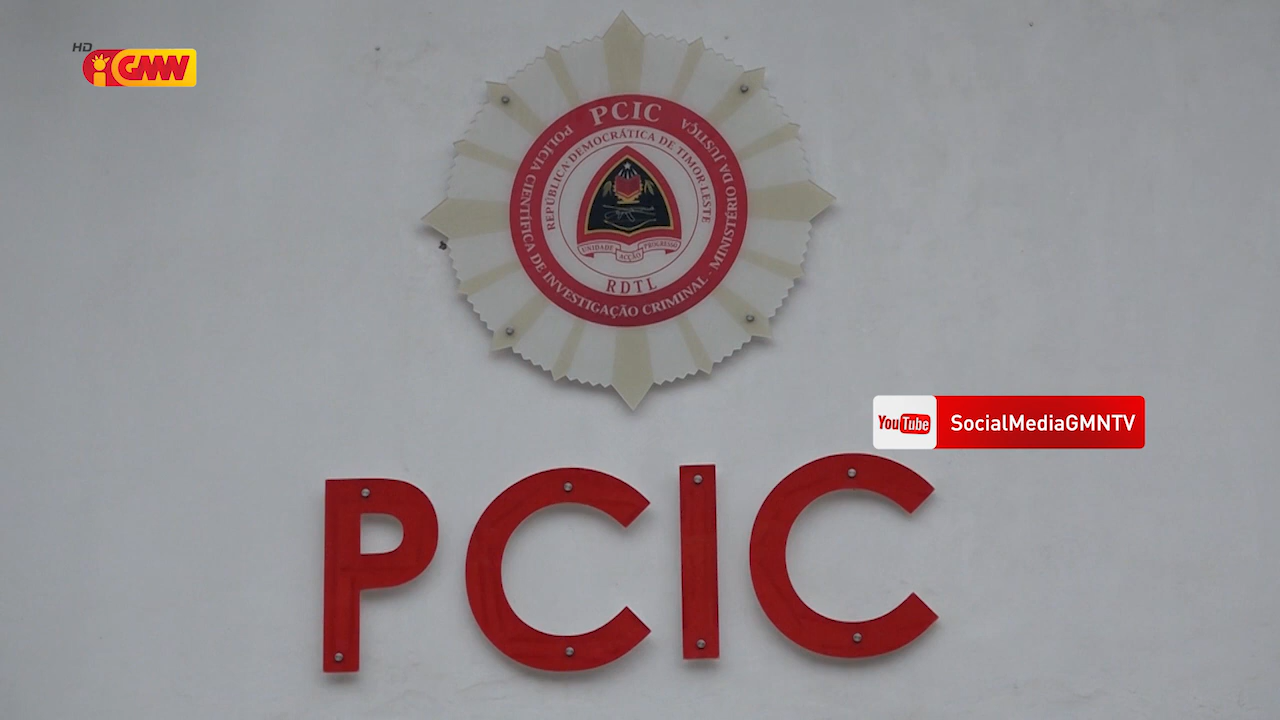 HD
GMN
PCIC
POLÍCIA CIENTÍFICA DE INVESTIGAÇÃO CRIMINAL - MINISTÉRIO DA JUSTIÇA
REPÚBLICA DEMOCRÁTICA DE TIMOR-LESTE
UNIDADE ACÇÃO PROGRESSO
RDTL
YouTube SocialMediaGMNTV
PCIC